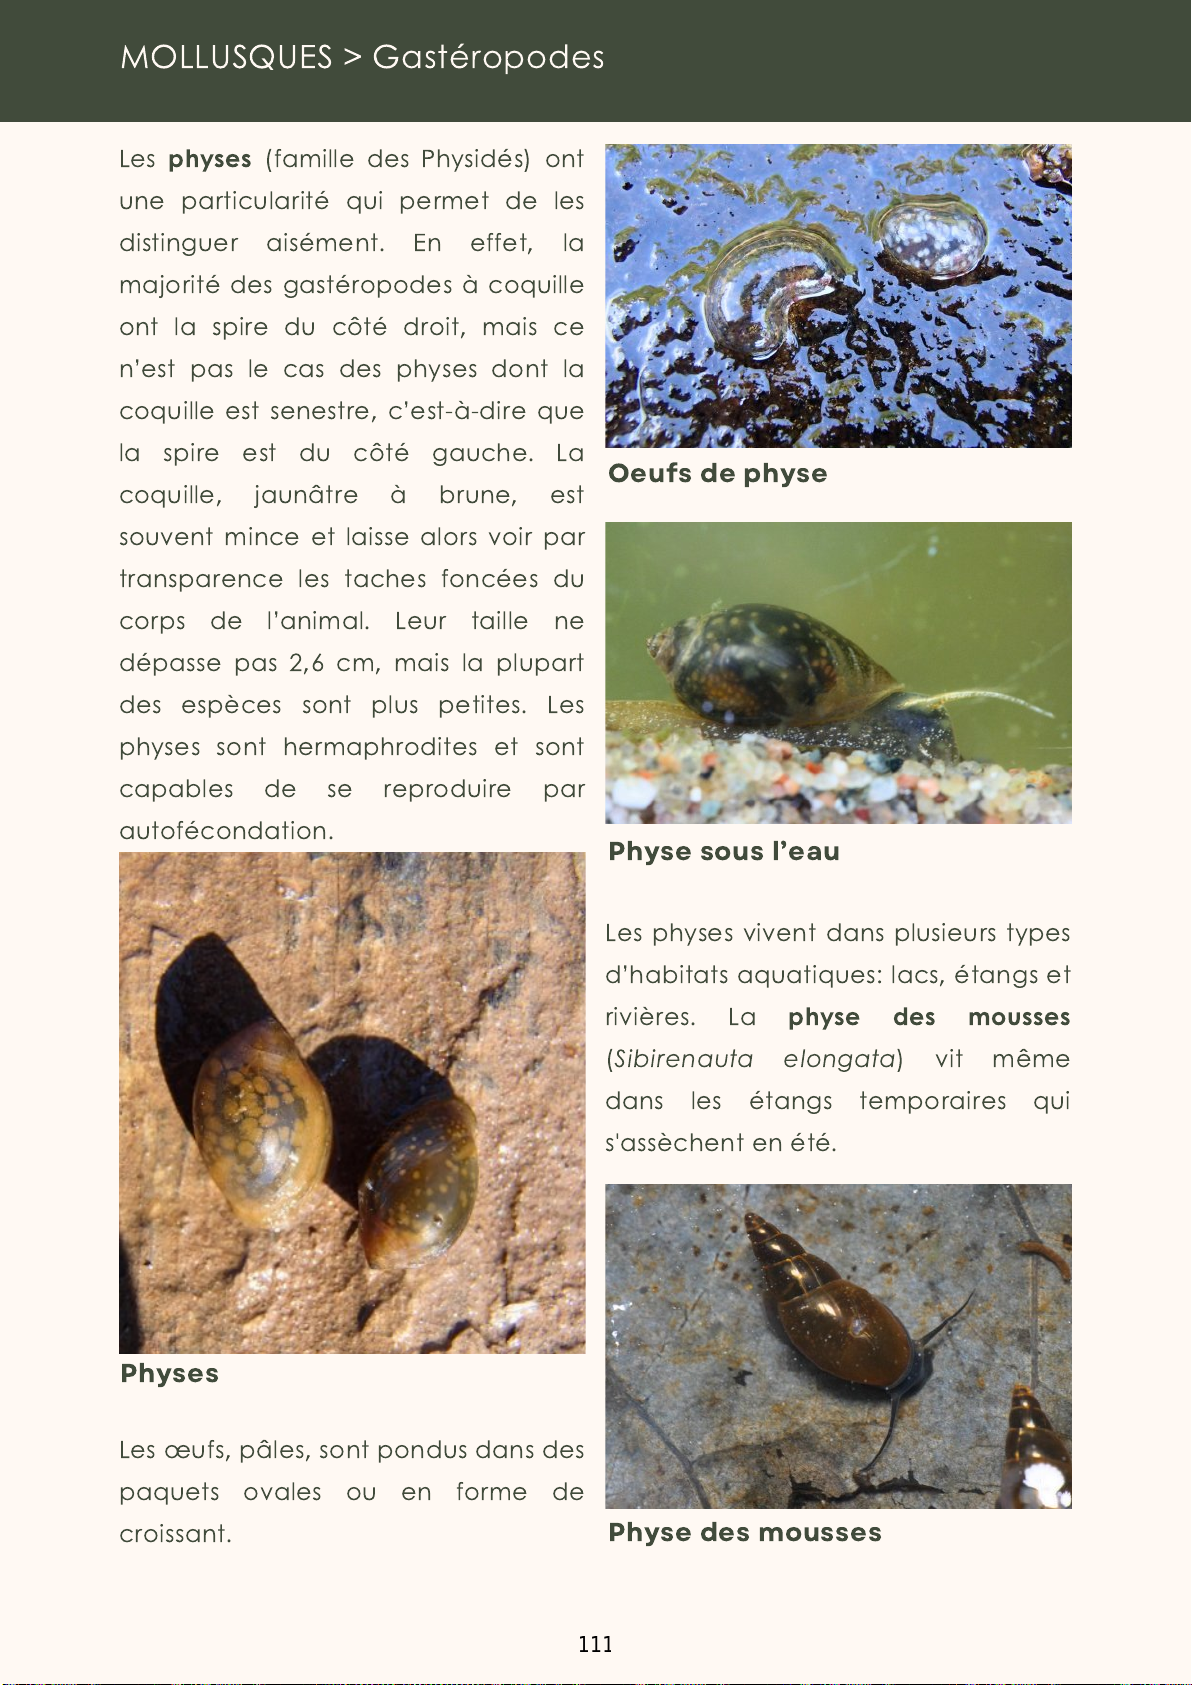 MOLLUSQUES > Gastéropodes
Les physes (famille des Physidés) ont
une particularité qui permet de les
distinguer aisément. En effet, la
majorité des gastéropodes à coquille
ont la spire du côté droit, mais ce
n’est pas le cas des physes dont la
coquille est senestre, c’est-à-dire que
la spire est du côté gauche. La
coquille, jaunâtre à brune, est
souvent mince et laisse alors voir par
transparence les taches foncées du
corps de l’animal. Leur taille ne
dépasse pas 2,6 cm, mais la plupart
des espèces sont plus petites. Les
physes sont hermaphrodites et sont
capables de se reproduire par
autofécondation.
Physes
Les œufs, pâles, sont pondus dans des
paquets ovales ou en forme de
croissant.
Oeufs de physe
Physe sous l’eau
Les physes vivent dans plusieurs types
d’habitats aquatiques: lacs, étangs et
rivières. La physe des mousses
(Sibirenauta elongata) vit même
dans les étangs temporaires qui
s'assèchent en été.
Physe des mousses
111